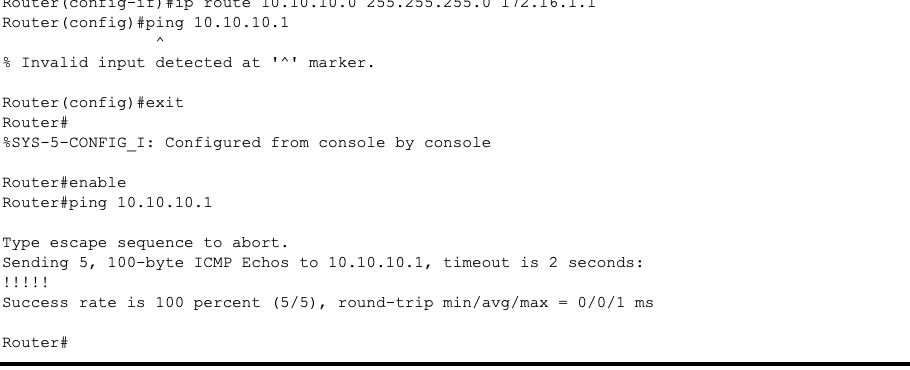 Router(config-if)#ip route 10.10.10.0 255.255.255.0 172.16.1.1
Router(config)#ping 10.10.10.1
^
% Invalid input detected at '^' marker.
Router(config)#exit
Router#
%SYS-5-CONFIG_I: Configured from console by console
Router#enable
Router#ping 10.10.10.1
Type escape sequence to abort.
Sending 5, 100-byte ICMP Echos to 10.10.10.1, timeout is 2 seconds:
!!!!!
Success rate is 100 percent (5/5), round-trip min/avg/max = 0/0/1 ms
Router#